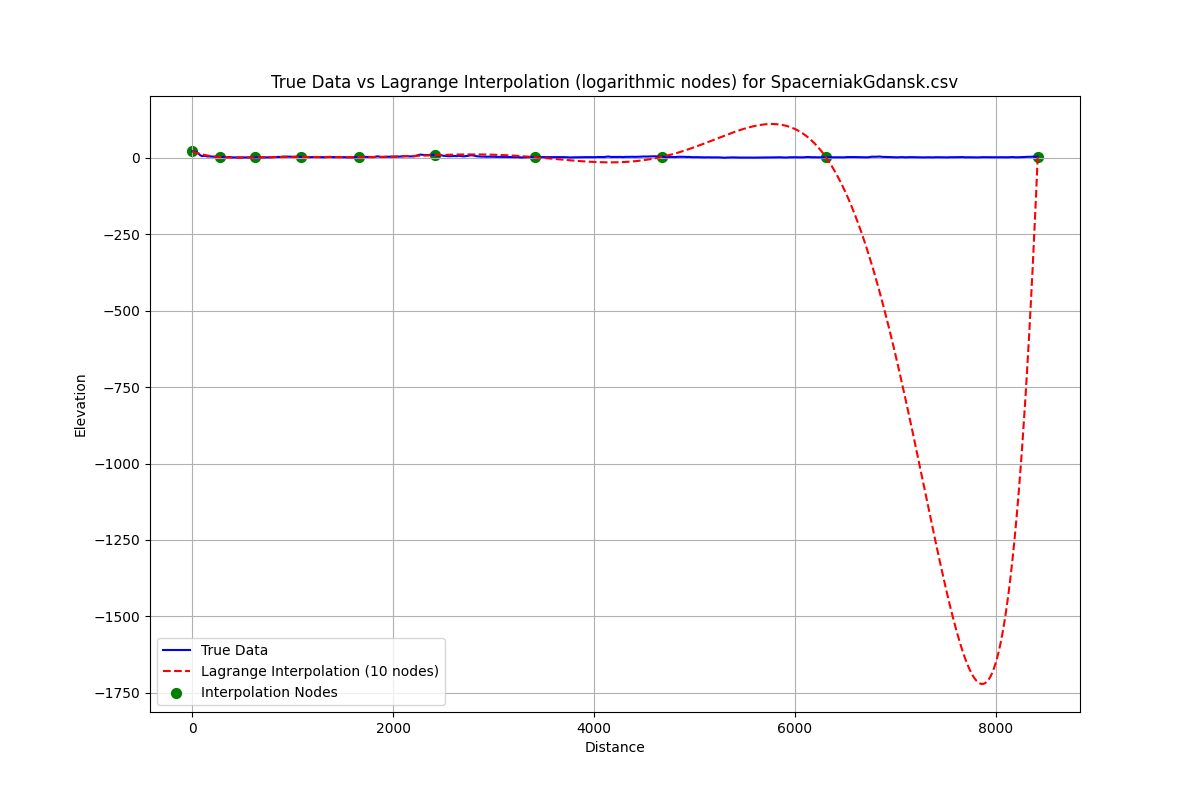 True Data vs Lagrange Interpolation (logarithmic nodes) for SpacerniakGdansk.csv
0
−250
−500
−750
−1000
−1250
−1500
−1750
Elevation
True Data
Lagrange Interpolation (10 nodes)
Interpolation Nodes
0 2000 4000 6000 8000
Distance